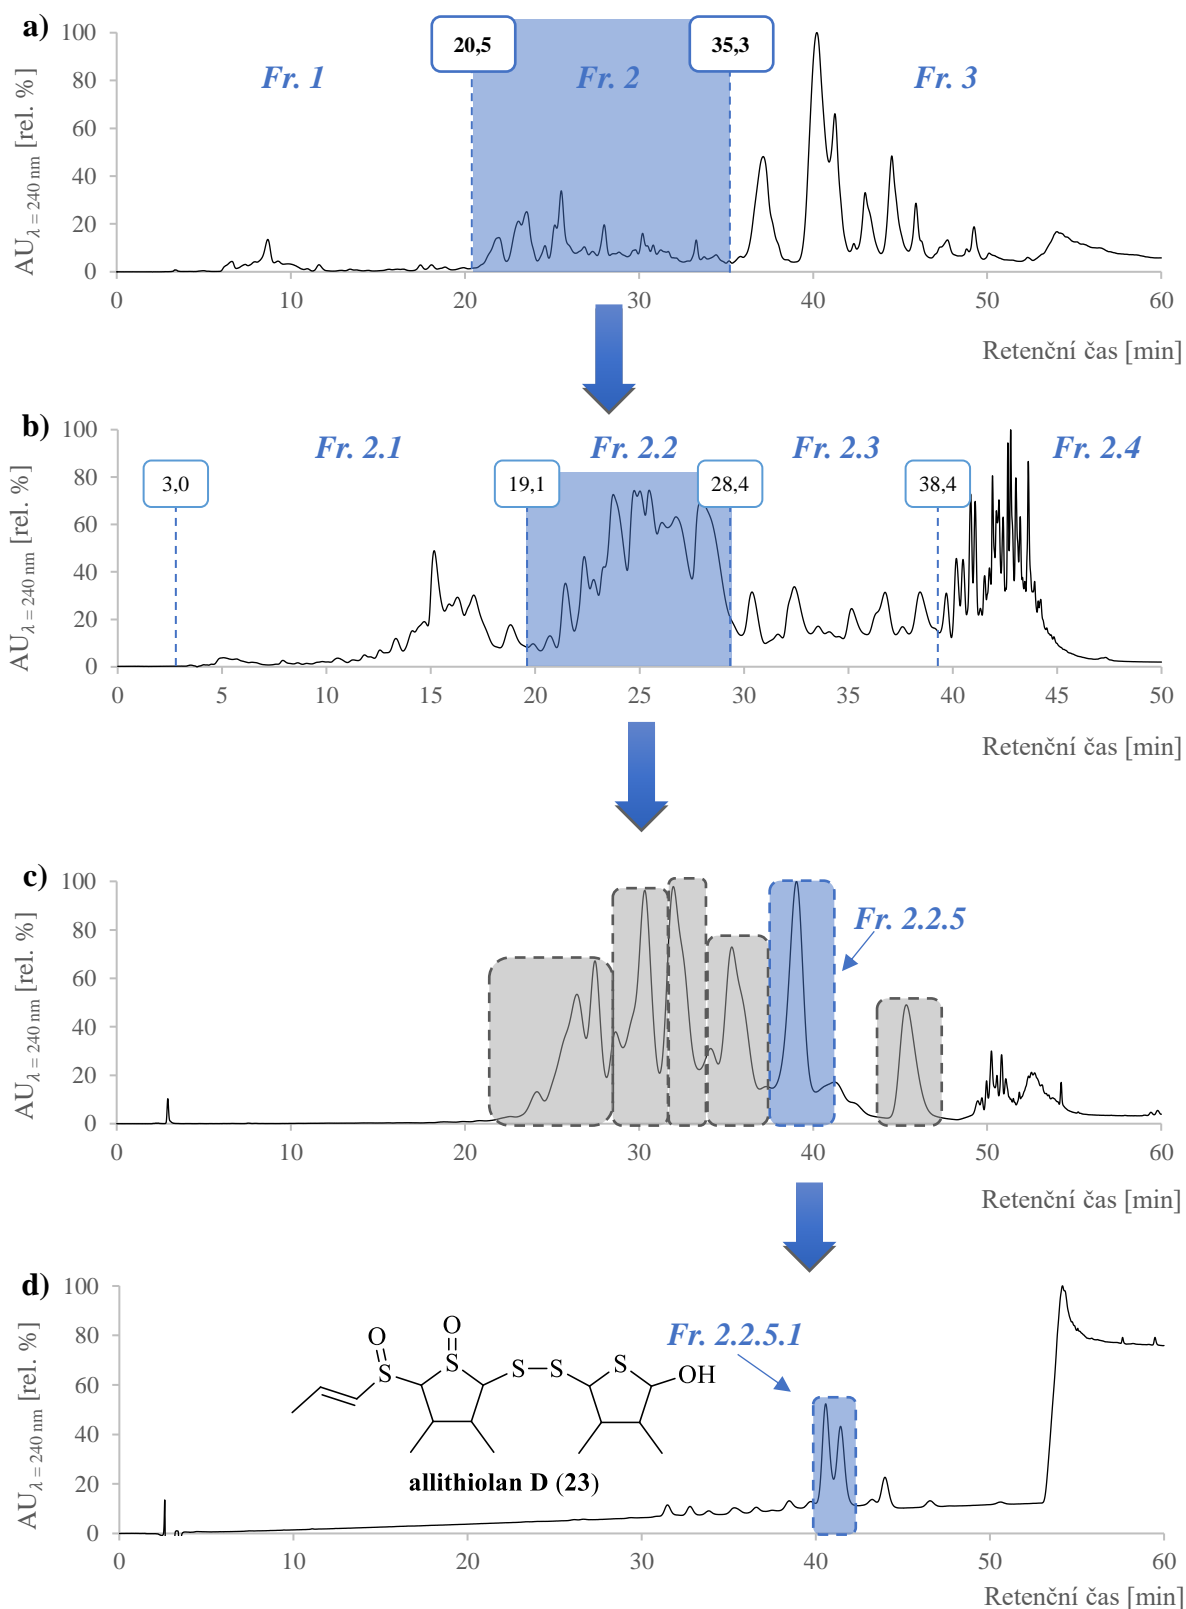 a)
AU λ = 240 nm [rel. %]
100
80
60
40
20
0
20,5
35,3
Fr. 1
Fr. 2
Fr. 3
0 10 20 30 40 50 60
Retenční čas [min]
b)
AU λ = 240 nm [rel. %]
100
80
60
40
20
0
Fr. 2.1
Fr. 2.2
Fr. 2.3
Fr. 2.4
3,0
19,1
28,4
38,4
0 5 10 15 20 25 30 35 40 45 50
Retenční čas [min]
c)
AU λ = 240 nm [rel. %]
100
80
60
40
20
0
Fr. 2.2.5
0 10 20 30 40 50 60
Retenční čas [min]
d)
AU λ = 240 nm [rel. %]
100
80
60
40
20
0
O
O
S
S
S
S
S
OH
Fr. 2.2.5.1
allithiolan D (23)
0 10 20 30 40 50 60
Retenční čas [min]